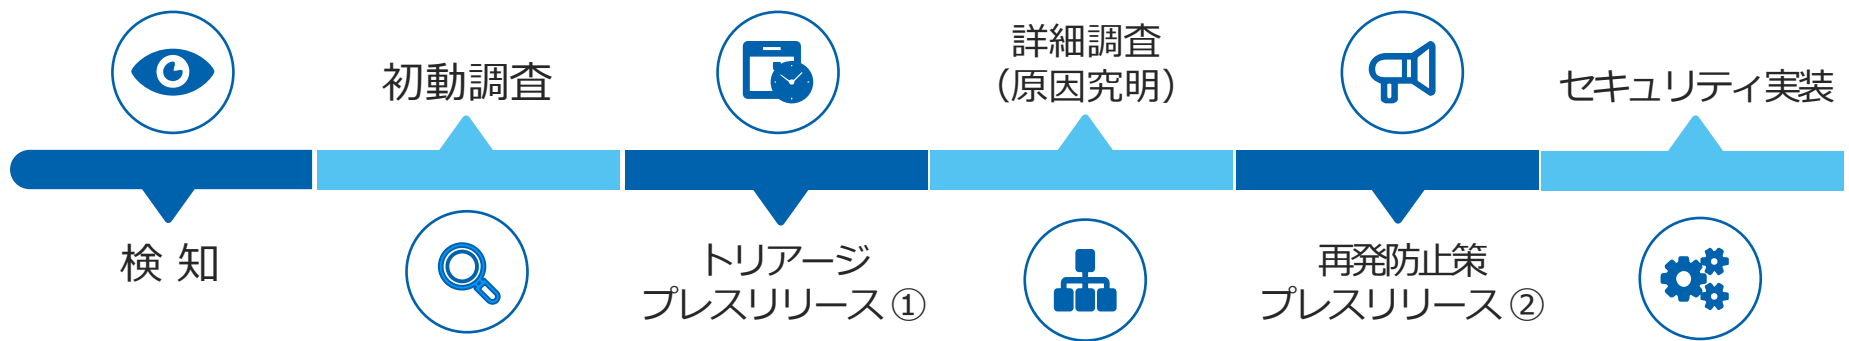 検 知
初動調査
トリアージ
プレスリリース ①
詳細調査
（原因究明）
再発防止策
プレスリリース ②
セキュリティ実装